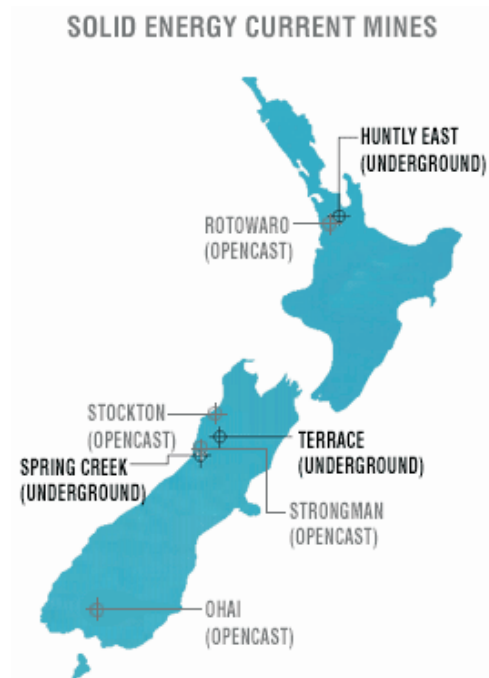 SOLID ENERGY CURRENT MINES
HUNTLY EAST
(UNDERGROUND)
ROTOWARO
(OPENCAST)
STOCKTON
(OPENCAST)
TERRACE
(UNDERGROUND)
SPRING CREEK
(UNDERGROUND)
STRONGMAN
(OPENCAST)
OHAI
(OPENCAST)